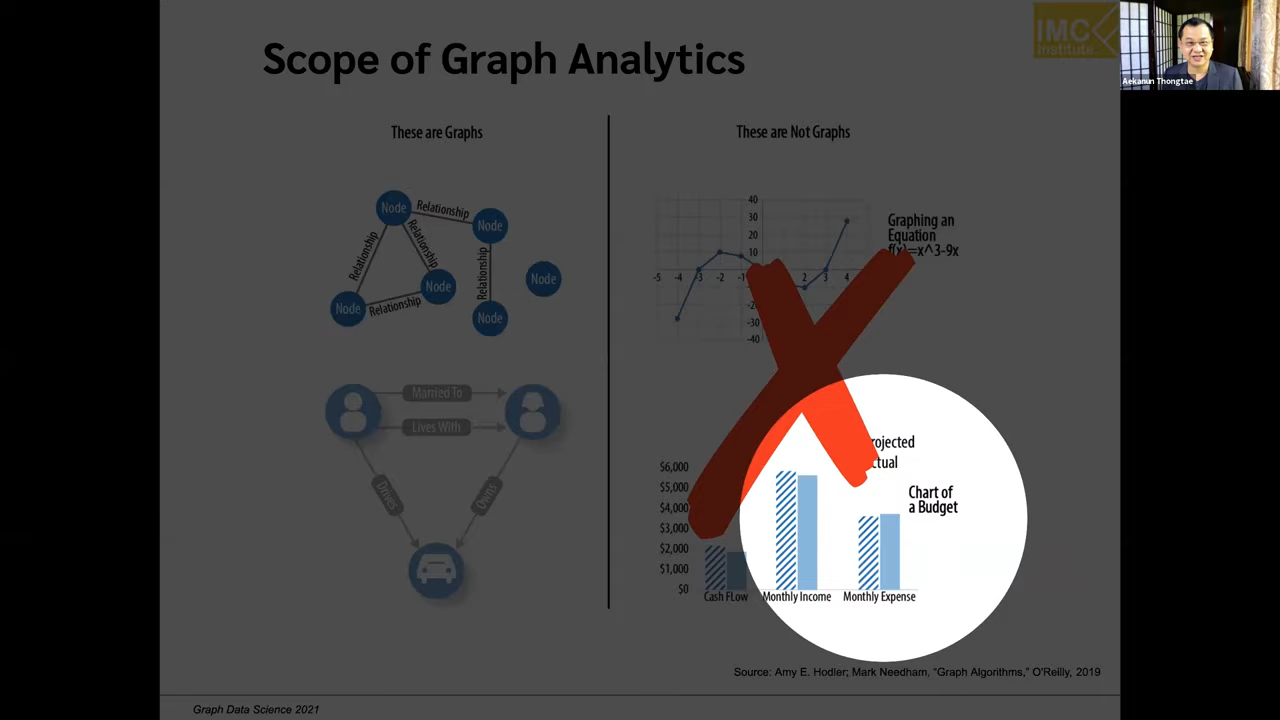 Scope of Graph Analytics
IMC
Institute
Aekanun Thongtae
These are Graphs
Node
Relationship
Node
Relationship
Relationship
Relationship
Node
Node
Node
Relationship
Node
Married To
Lives With
Drives
Owns
These are Not Graphs
40
30
20
10
-5 -4 -3 -2 -1 2 3 4
-30
-40
Graphing an
Equation
f(x)=x^3-9x
$6,000
$5,000
$4,000
$3,000
$2,000
$1,000
$0
rojected
ctual
Chart of
a Budget
Cash FLow Monthly Income Monthly Expense
Source: Amy E. Hodler; Mark Needham, "Graph Algorithms," O'Reilly, 2019
Graph Data Science 2021